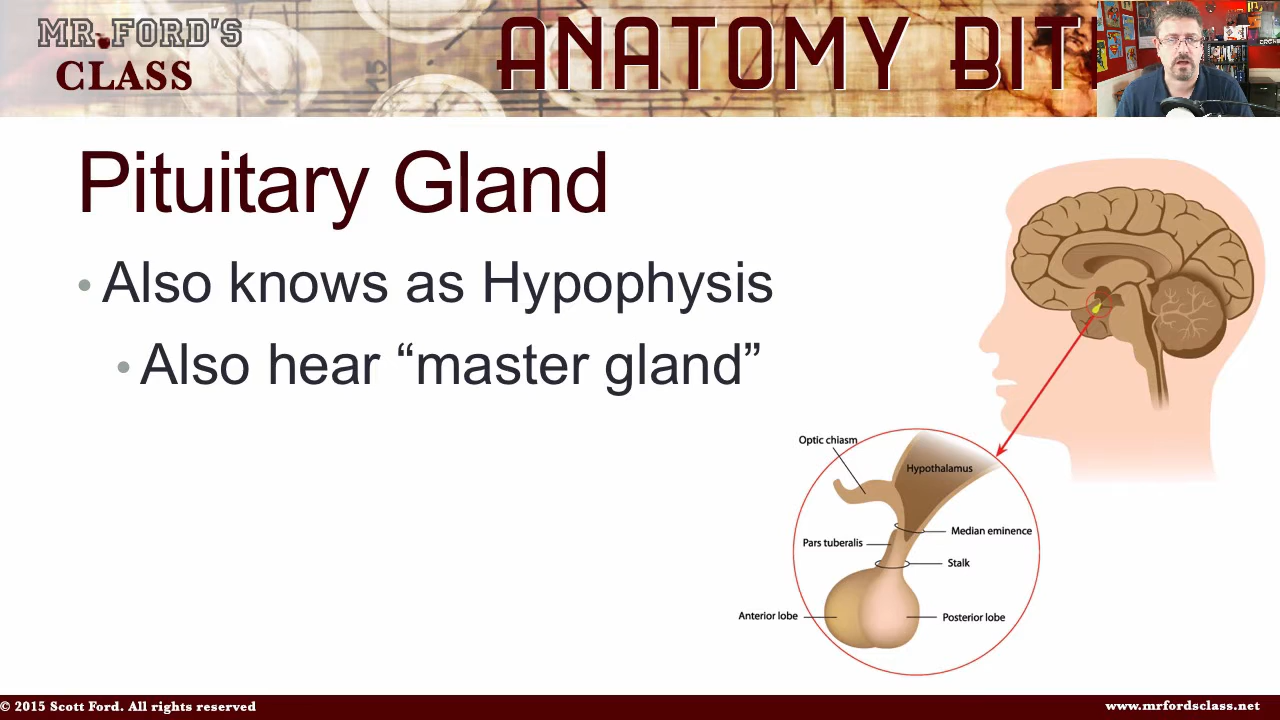 MR. FORD'S
CLASS
ANATOMY BIT
Pituitary Gland
• Also knows as Hypophysis
• Also hear “master gland”
Optic chiasm
Hypothalamus
Median eminence
Pars tuberalis
Stalk
Anterior lobe
Posterior lobe
© 2015 Scott Ford. All rights reserved
www.mrfordsclass.net